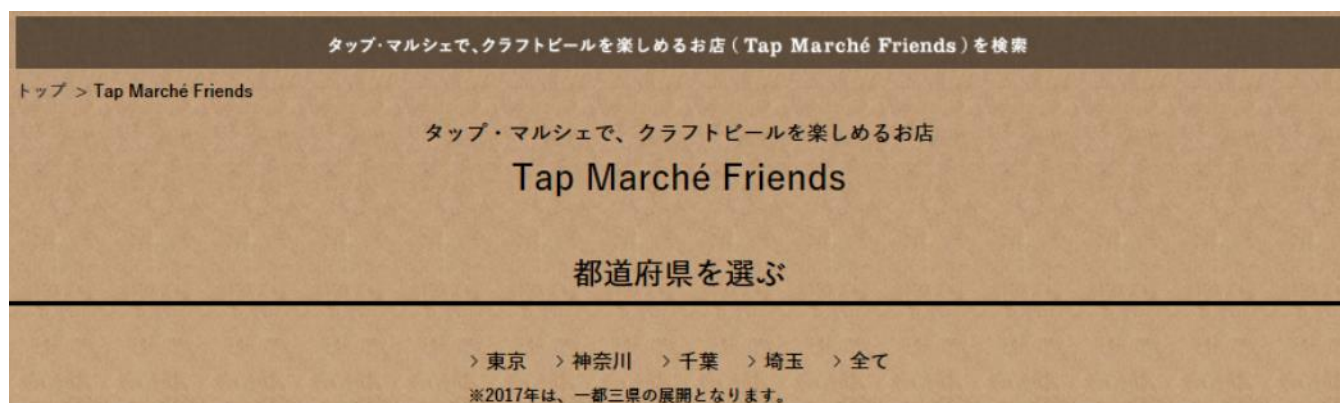 タップ・マルシェで、クラフトビールを楽しめるお店（Tap Marché Friends）を検索
トップ > Tap Marché Friends
タップ・マルシェで、クラフトビールを楽しめるお店
Tap Marché Friends
都道府県を選ぶ
> 東京 > 神奈川 > 千葉 > 埼玉 > 全て
※2017年は、一都三県の展開となります。